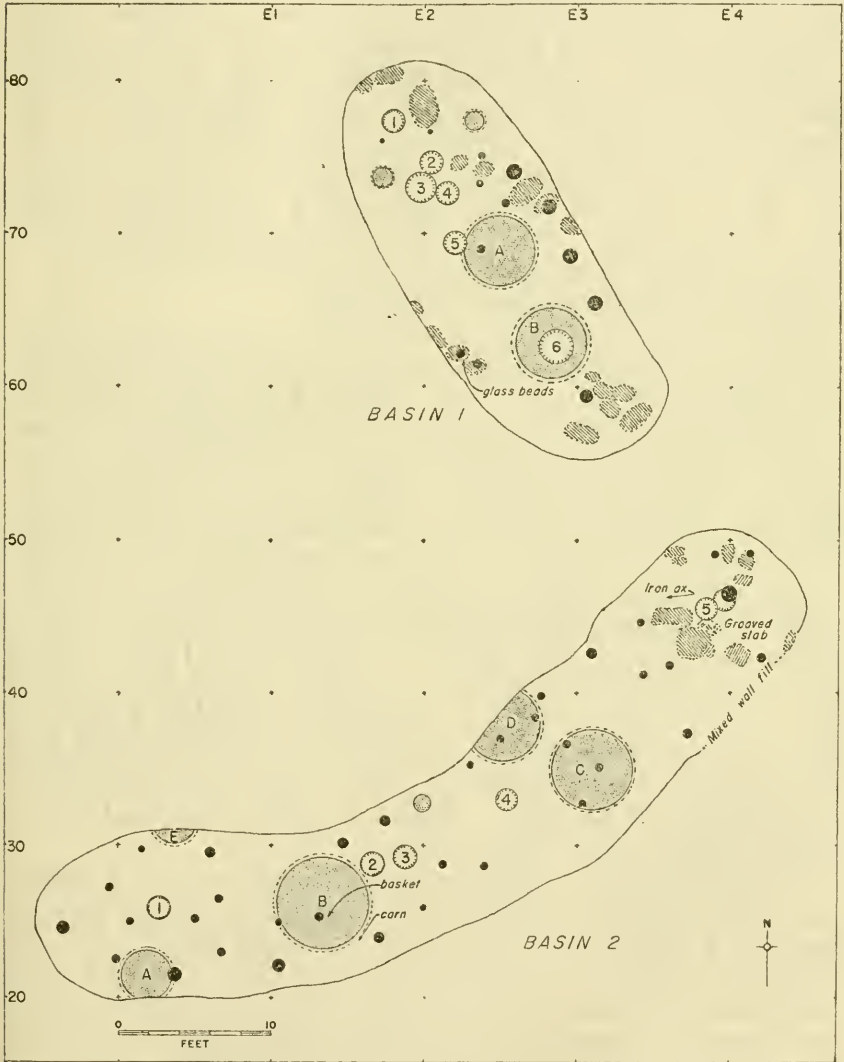 E1 E2 E3 E4
80
1
2
3 4
70
5
A
B
6
60
glass beads
BASIN 1
50
Iron ax
5
Grooved
slab
Mixed wall fill
40
D
C
4
30
E
2 3
B
basket
1
corn
N
BASIN 2
A
20
0 10
FEET